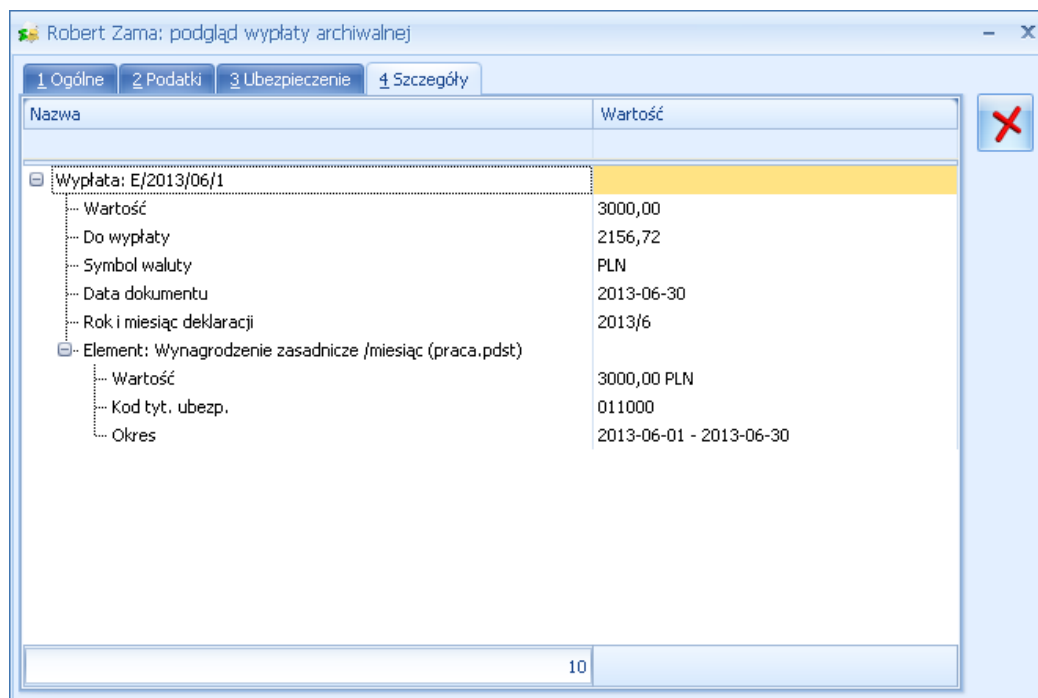 Robert Zama: podgląd wypłaty archiwalnej
1 Ogólne 2 Podatki 3 Ubezpieczenie 4 Szczegóły
Nazwa Wartość
Wypłata: E/2013/06/1
Wartość 3000,00
Do wypłaty 2156,72
Symbol waluty PLN
Data dokumentu 2013-06-30
Rok i miesiąc deklaracji 2013/6
Element: Wynagrodzenie zasadnicze /miesiąc (praca.pdst)
Wartość 3000,00 PLN
Kod tyt. ubezp. 011000
Okres 2013-06-01 - 2013-06-30
10